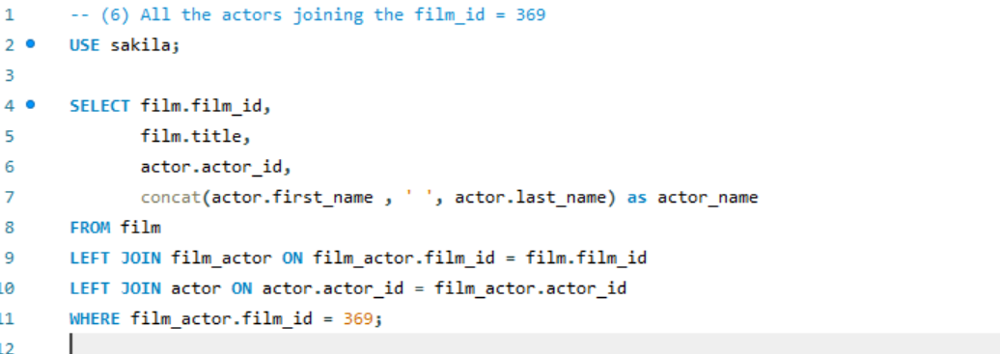 1 -- (6) All the actors joining the film_id = 369
2 USE sakila;
3
4 SELECT film.film_id,
5 film.title,
6 actor.actor_id,
7 concat(actor.first_name , ' ', actor.last_name) as actor_name
8 FROM film
9 LEFT JOIN film_actor ON film_actor.film_id = film.film_id
10 LEFT JOIN actor ON actor.actor_id = film_actor.actor_id
11 WHERE film_actor.film_id = 369;
12